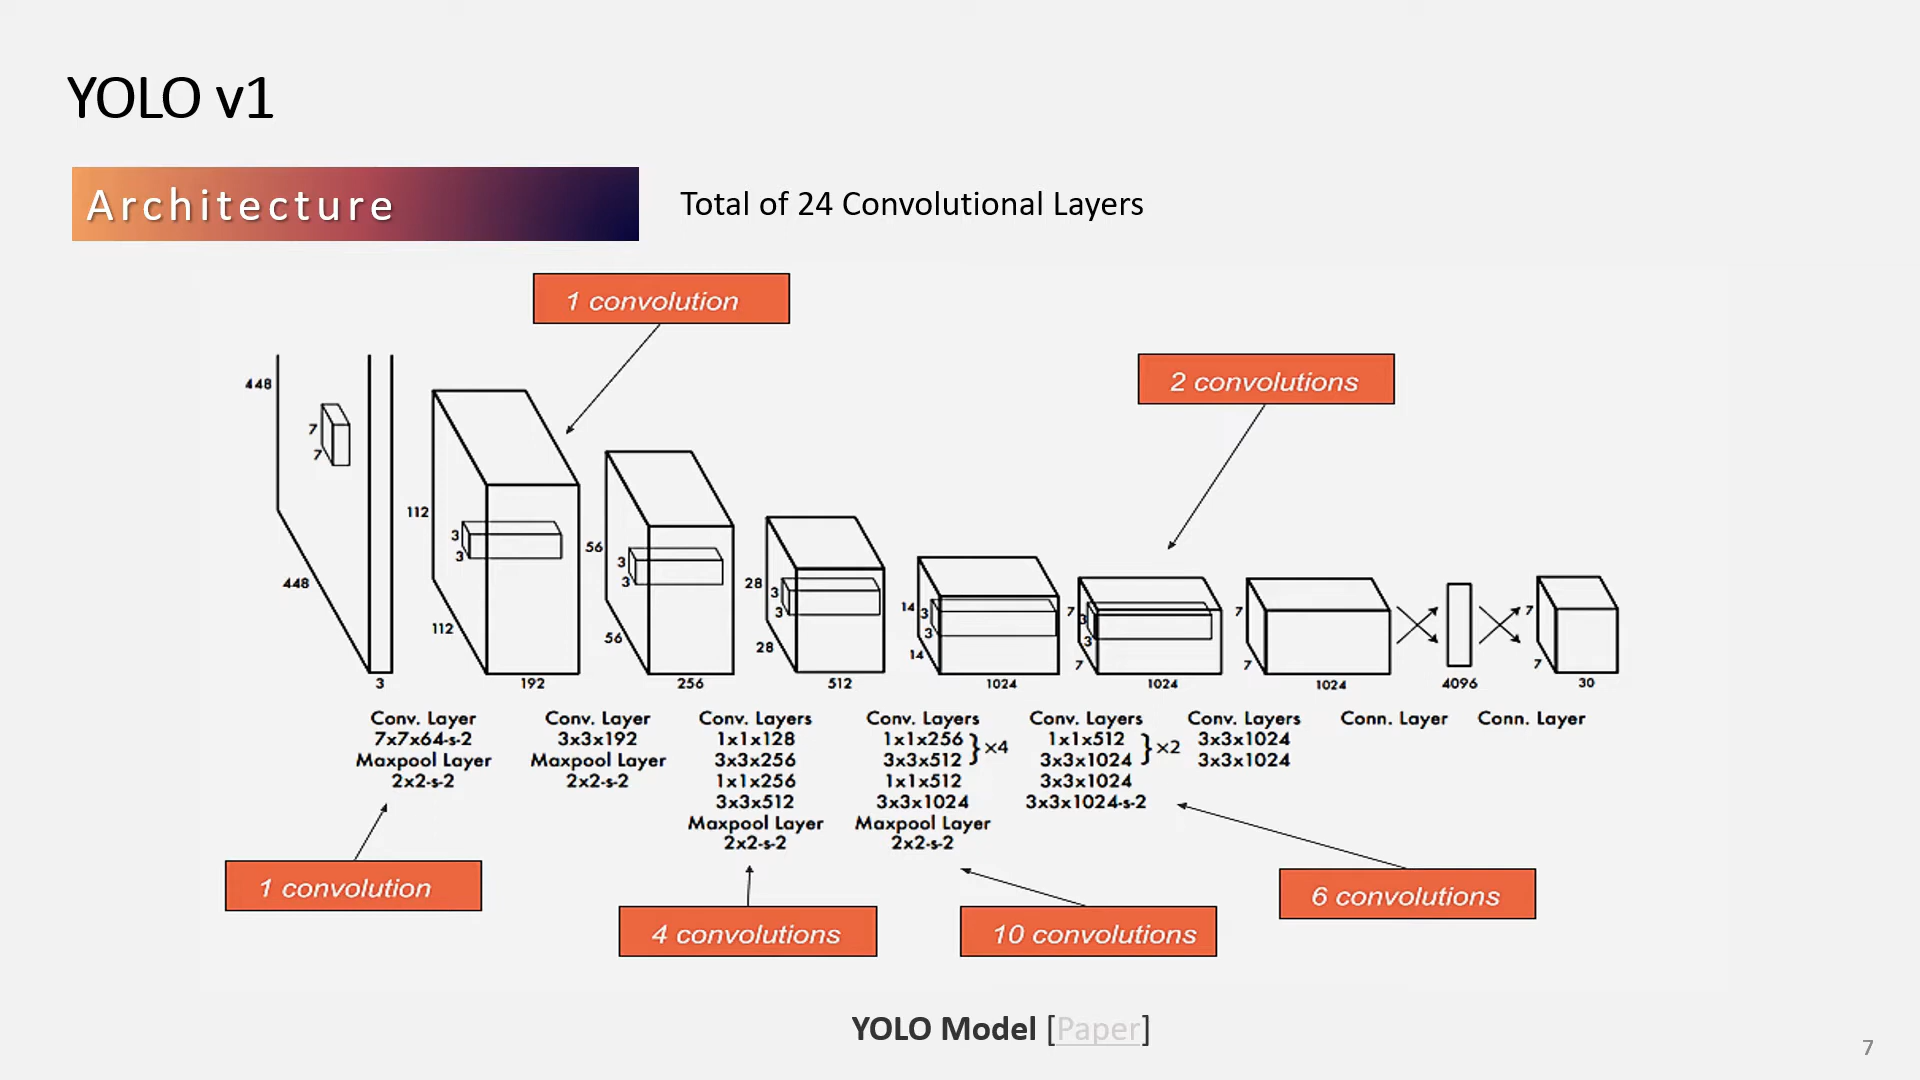 YOLO v1
Architecture
Total of 24 Convolutional Layers
1 convolution
2 convolutions
448
448
7
7
3
112
112
3
3
192
56
56
3
3
256
28
28
3
3
512
14
14
3
3
1024
7
7
3
3
1024
7
7
1024
4096
7
7
30
Conv. Layer
7x7x64-s-2
Maxpool Layer
2x2-s-2
Conv. Layer
3x3x192
Maxpool Layer
2x2-s-2
Conv. Layers
1x1x128
3x3x256
1x1x256
3x3x512
Maxpool Layer
2x2-s-2
Conv. Layers
1x1x256
3x3x512
}×4
1x1x512
3x3x1024
Maxpool Layer
2x2-s-2
Conv. Layers
1x1x512
3x3x1024
}×2
3x3x1024
3x3x1024-s-2
Conv. Layers
3x3x1024
3x3x1024
Conn. Layer
Conn. Layer
1 convolution
4 convolutions
10 convolutions
6 convolutions
YOLO Model [Paper]
7